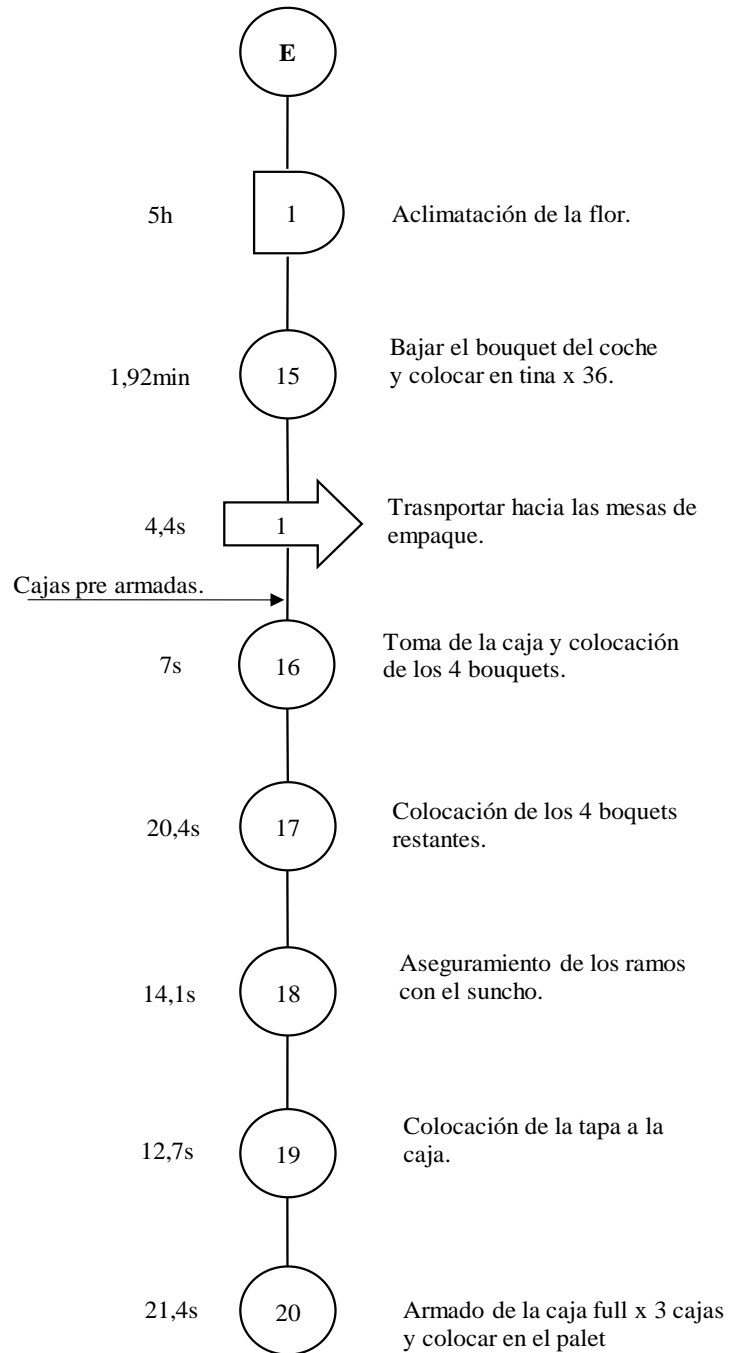 E
5h
1
Aclimatación de la flor.
1,92min
15
Bajar el bouquet del coche
y colocar en tina x 36.
4,4s
1
Trasnportar hacia las mesas de
empaque.
Cajas pre armadas.
7s
16
Toma de la caja y colocación
de los 4 bouquets.
20,4s
17
Colocación de los 4 boquets
restantes.
14,1s
18
Aseguramiento de los ramos
con el suncho.
12,7s
19
Colocación de la tapa a la
caja.
21,4s
20
Armado de la caja full x 3 cajas
y colocar en el palet